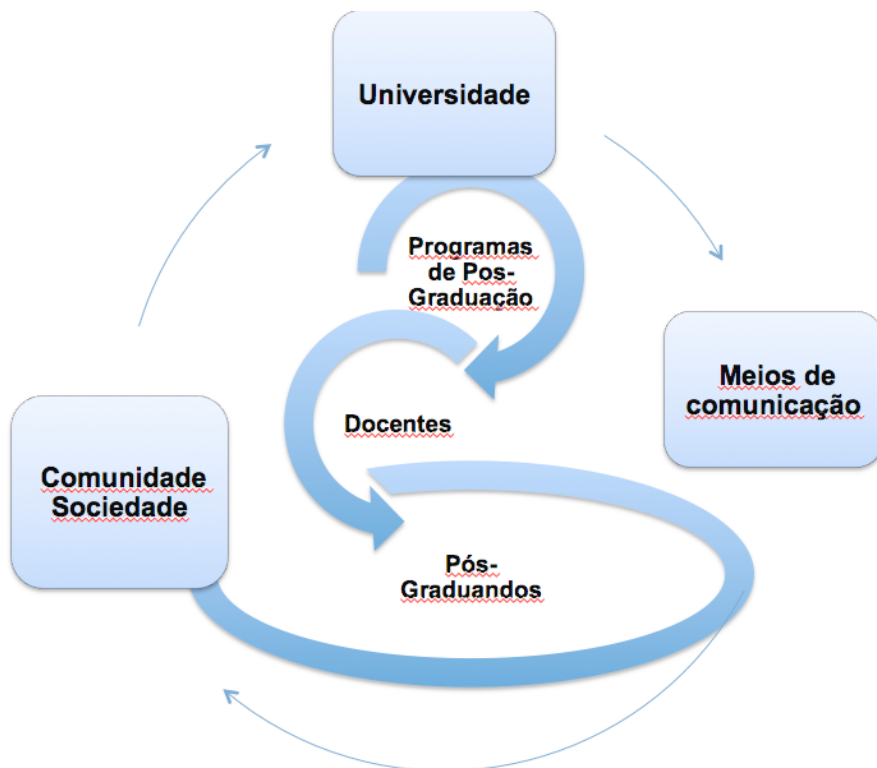 Universidade
Programas
de Pos-
Graduação
Meios de
comunicação
Docentes
Comunidade
Sociedade
Pós-
Graduandos